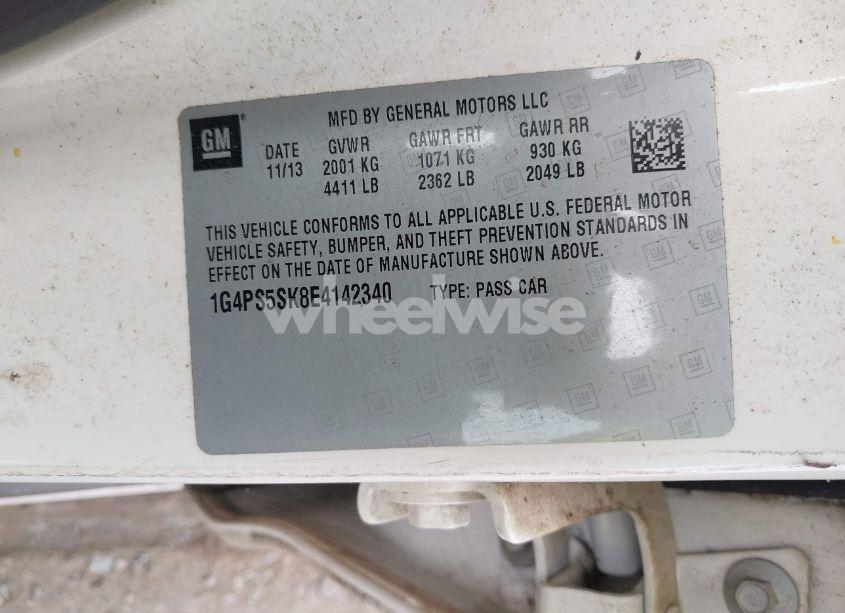 GM
MFD BY GENERAL MOTORS LLC
DATE GVWR GAWR FRT GAWR RR
11/13 2001 KG 1071 KG 930 KG
4411 LB 2362 LB 2049 LB
THIS VEHICLE CONFORMS TO ALL APPLICABLE U.S. FEDERAL MOTOR
VEHICLE SAFETY, BUMPER, AND THEFT PREVENTION STANDARDS IN
EFFECT ON THE DATE OF MANUFACTURE SHOWN ABOVE.
1G4PS5SK8E4142340 TYPE: PASS CAR
wheelwise